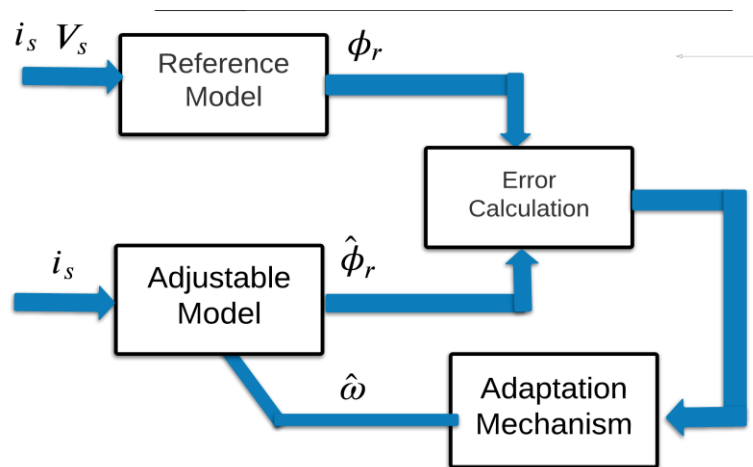 i_s V_s
Reference
Model
ϕ_r
Error
Calculation
i_s
Adjustable
Model
ϕ̂_r
ω̂
Adaptation
Mechanism